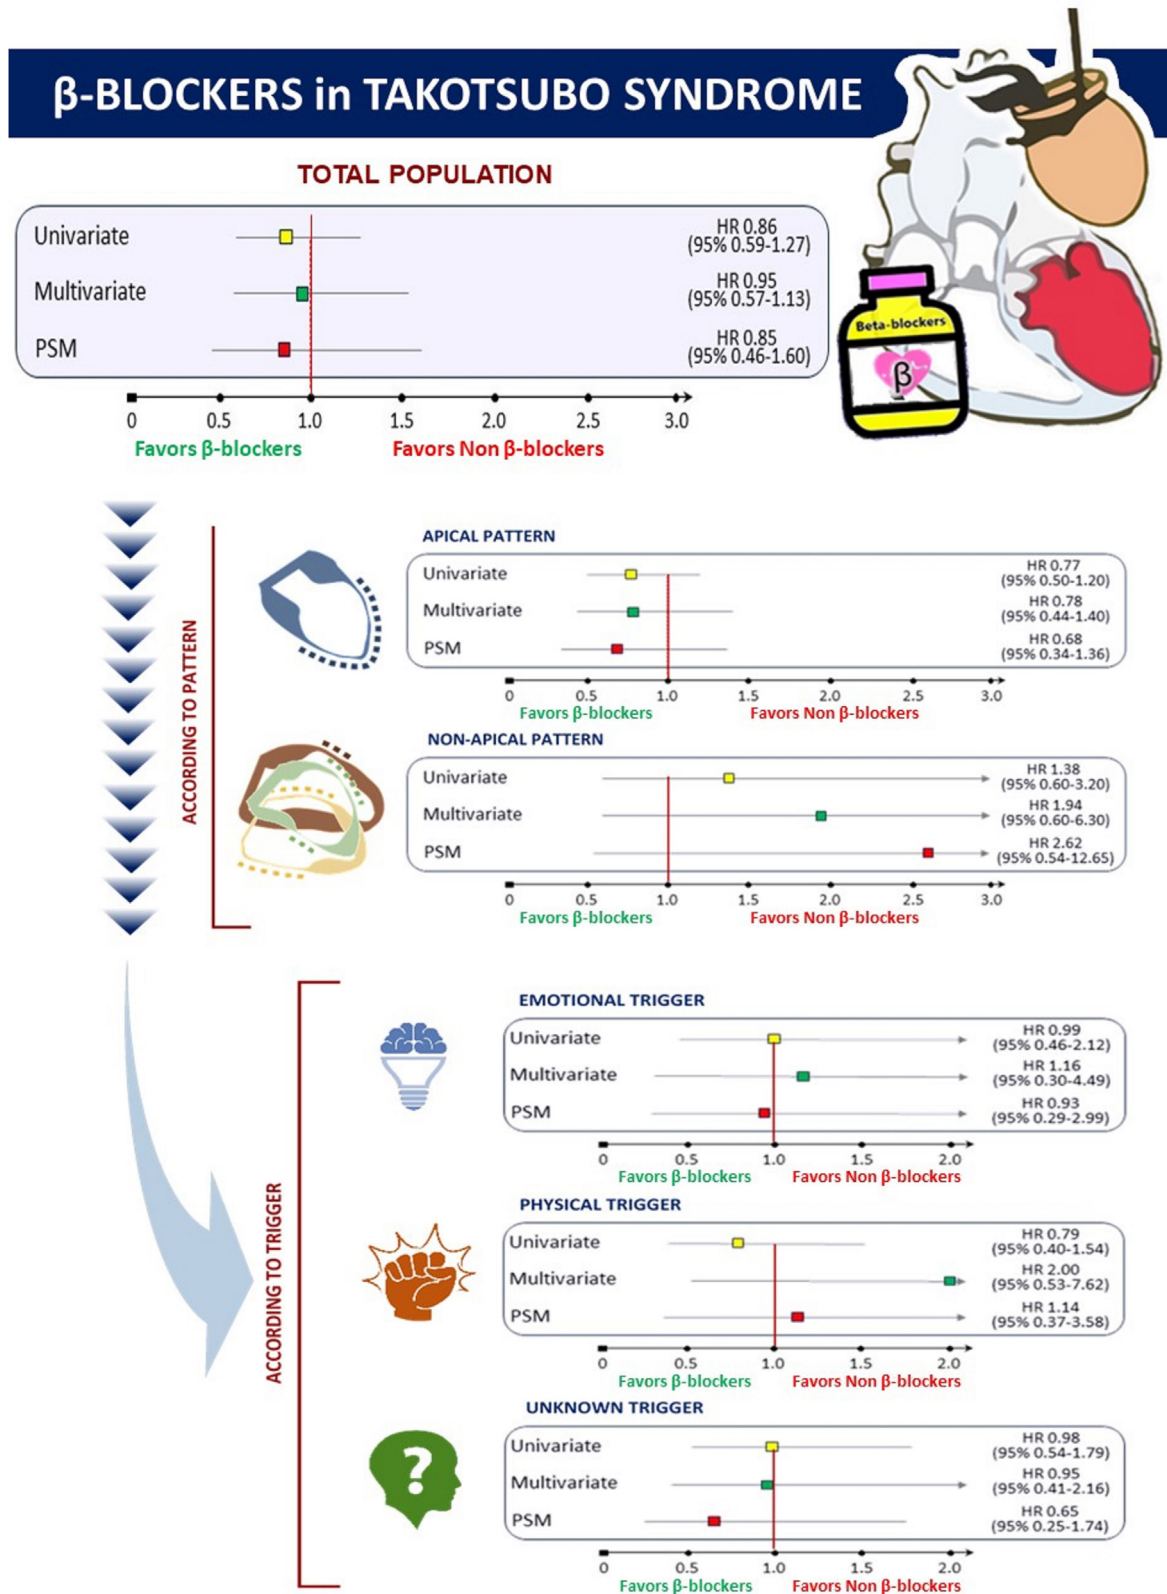 β-BLOCKERS in TAKOTSUBO SYNDROME
TOTAL POPULATION
Univariate
HR 0.86
(95% 0.59-1.27)
Multivariate
HR 0.95
(95% 0.57-1.13)
PSM
HR 0.85
(95% 0.46-1.60)
0 0.5 1.0 1.5 2.0 2.5 3.0
Favors β-blockers Favors Non β-blockers
Beta-blockers
β
ACCORDING TO PATTERN
APICAL PATTERN
Univariate
HR 0.77
(95% 0.50-1.20)
Multivariate
HR 0.78
(95% 0.44-1.40)
PSM
HR 0.68
(95% 0.34-1.36)
0 0.5 1.0 1.5 2.0 2.5 3.0
Favors β-blockers Favors Non β-blockers
NON-APICAL PATTERN
Univariate
HR 1.38
(95% 0.60-3.20)
Multivariate
HR 1.94
(95% 0.60-6.30)
PSM
HR 2.62
(95% 0.54-12.65)
0 0.5 1.0 1.5 2.0 2.5 3.0
Favors β-blockers Favors Non β-blockers
ACCORDING TO TRIGGER
EMOTIONAL TRIGGER
Univariate
HR 0.99
(95% 0.46-2.12)
Multivariate
HR 1.16
(95% 0.30-4.49)
PSM
HR 0.93
(95% 0.29-2.99)
0 0.5 1.0 1.5 2.0
Favors β-blockers Favors Non β-blockers
PHYSICAL TRIGGER
Univariate
HR 0.79
(95% 0.40-1.54)
Multivariate
HR 2.00
(95% 0.53-7.62)
PSM
HR 1.14
(95% 0.37-3.58)
0 0.5 1.0 1.5 2.0
Favors β-blockers Favors Non β-blockers
UNKNOWN TRIGGER
?
Univariate
HR 0.98
(95% 0.54-1.79)
Multivariate
HR 0.95
(95% 0.41-2.16)
PSM
HR 0.65
(95% 0.25-1.74)
0 0.5 1.0 1.5 2.0
Favors β-blockers Favors Non β-blockers